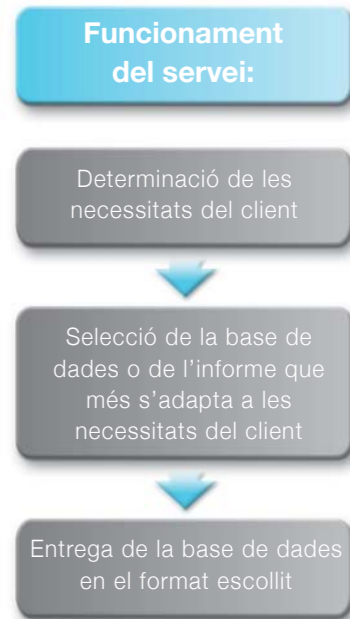 Funcionament
del servei:
Determinació de les
necessitats del client
Selecció de la base de
dades o de l'informe que
més s'adapta a les
necessitats del client
Entrega de la base de dades
en el format escollit